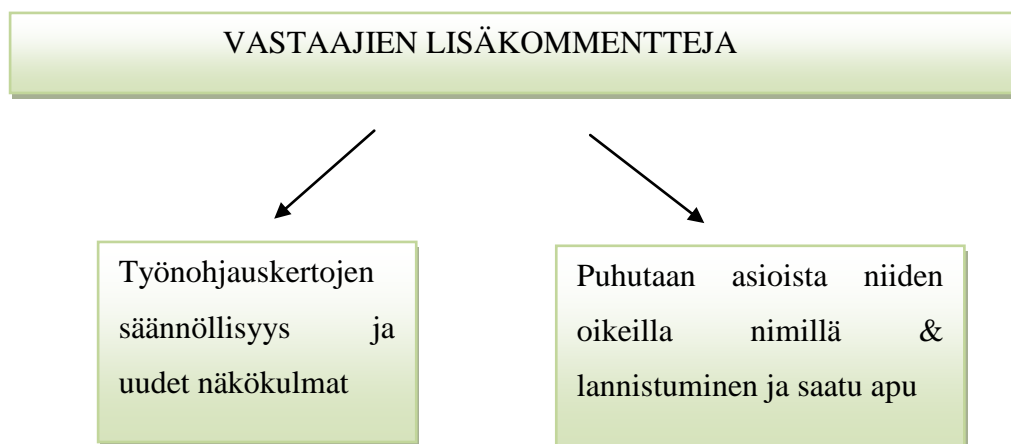 VASTAAJIEN LISÄKOMMENTTEJA
Työnohjauskertojen
säännöllisyys ja
uudet näkökulmat
Puhutaan asioista niiden
oikeilla nimillä &
lannistuminen ja saatu apu